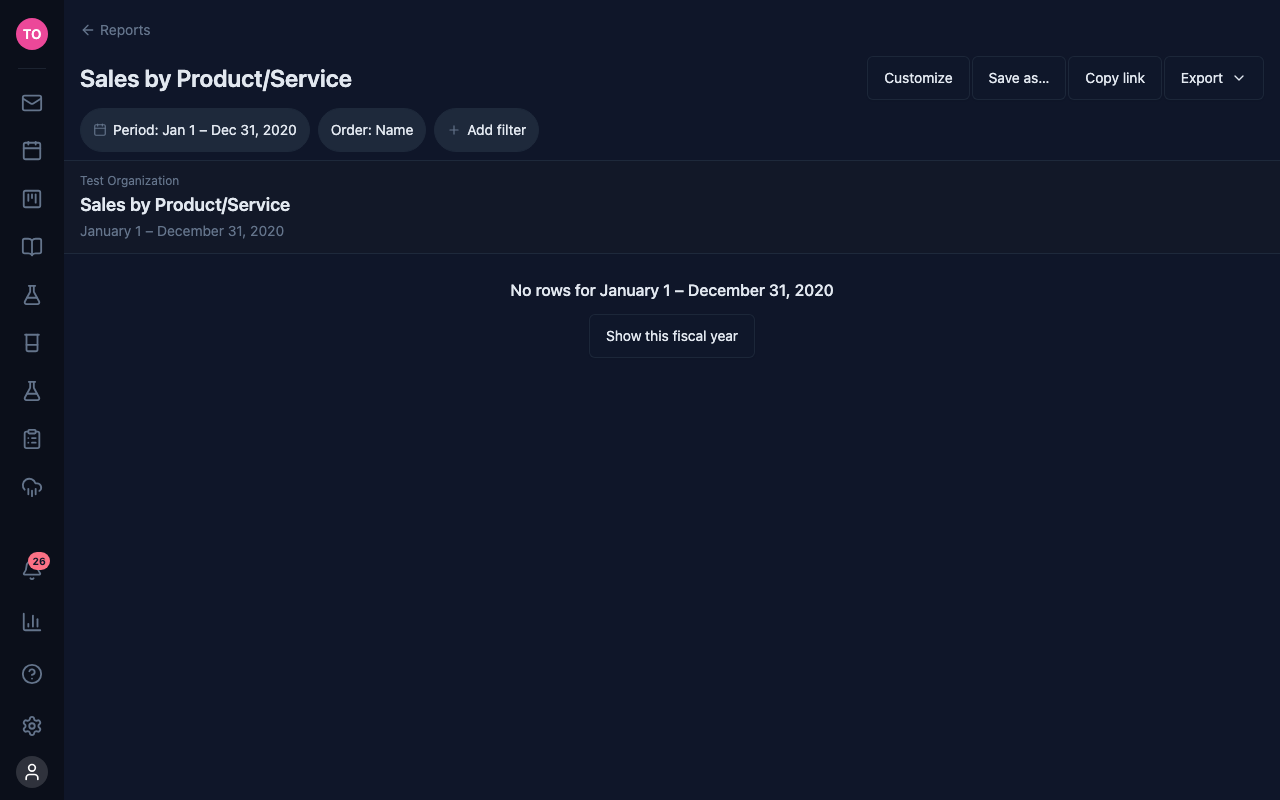 TO
Reports
Sales by Product/Service
Customize
Save as...
Copy link
Export
Period: Jan 1 – Dec 31, 2020
Order: Name
Add filter
Test Organization
Sales by Product/Service
January 1 – December 31, 2020
No rows for January 1 – December 31, 2020
Show this fiscal year
26